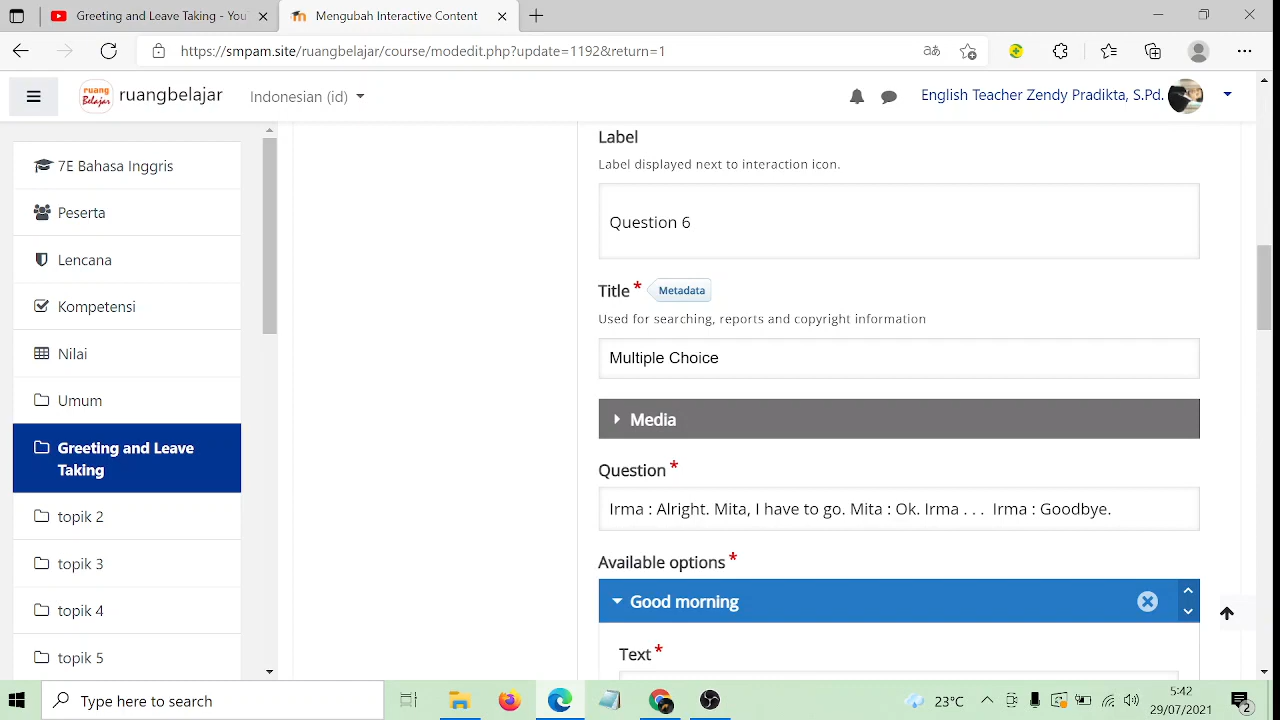 Greeting and Leave Taking - You
Mengubah Interactive Content
https://smpam.site/ruangbelajar/course/modedit.php?update=1192&return=1
ruang Belajar
ruangbelajar
Indonesian (id)
English Teacher Zendy Pradikta, S.Pd.
7E Bahasa Inggris
Peserta
Lencana
Kompetensi
Nilai
Umum
Greeting and Leave
Taking
topik 2
topik 3
topik 4
topik 5
Label
Label displayed next to interaction icon.
Question 6
Title * Metadata
Used for searching, reports and copyright information
Multiple Choice
Media
Question *
Irma : Alright. Mita, I have to go. Mita : Ok. Irma . . .  Irma : Goodbye.
Available options *
Good morning
Text *
Type here to search
23°C
5:42
29/07/2021
2